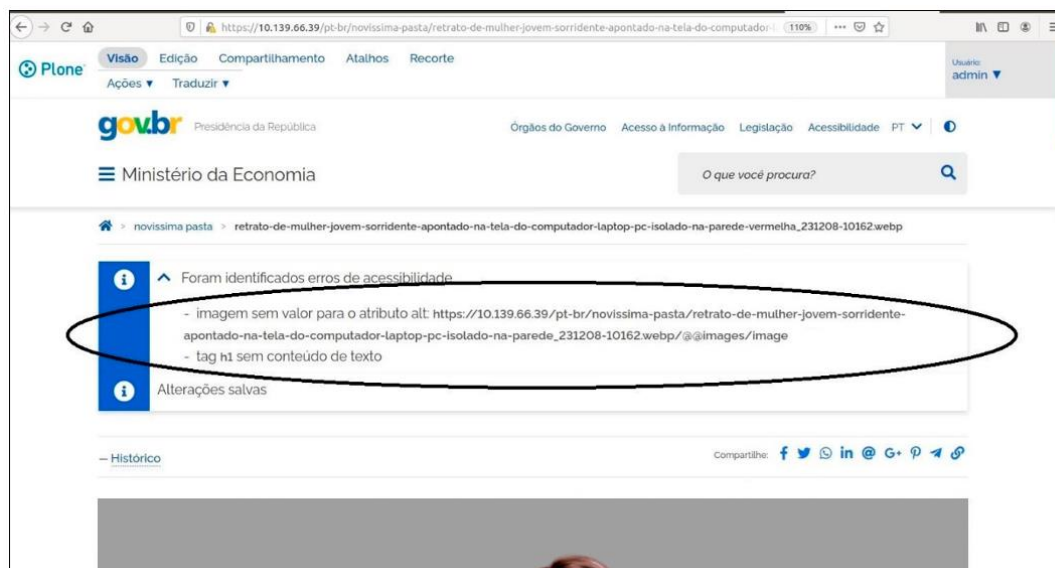 https://10.139.66.39/pt-br/novissima-pasta/retrato-de-mulher-jovem-sorridente-apontado-na-tela-do-computador-l 110%
Plone
Visão Edição Compartilhamento Atalhos Recorte
Usuário:
Ações Traduzir
admin
gov.br Presidência da República Órgãos do Governo Acesso à Informação Legislação Acessibilidade PT
Ministério da Economia O que você procura?
> novissima pasta > retrato-de-mulher-jovem-sorridente-apontado-na-tela-do-computador-laptop-pc-isolado-na-parede-vermelha_231208-10162.webp
Foram identificados erros de acessibilidade
- imagem sem valor para o atributo alt: https://10.139.66.39/pt-br/novissima-pasta/retrato-de-mulher-jovem-sorridente-
apontado-na-tela-do-computador-laptop-pc-isolado-na-parede_231208-10162.webp/@@images/image
- tag h1 sem conteúdo de texto
Alterações salvas
— Histórico Compartilhe: